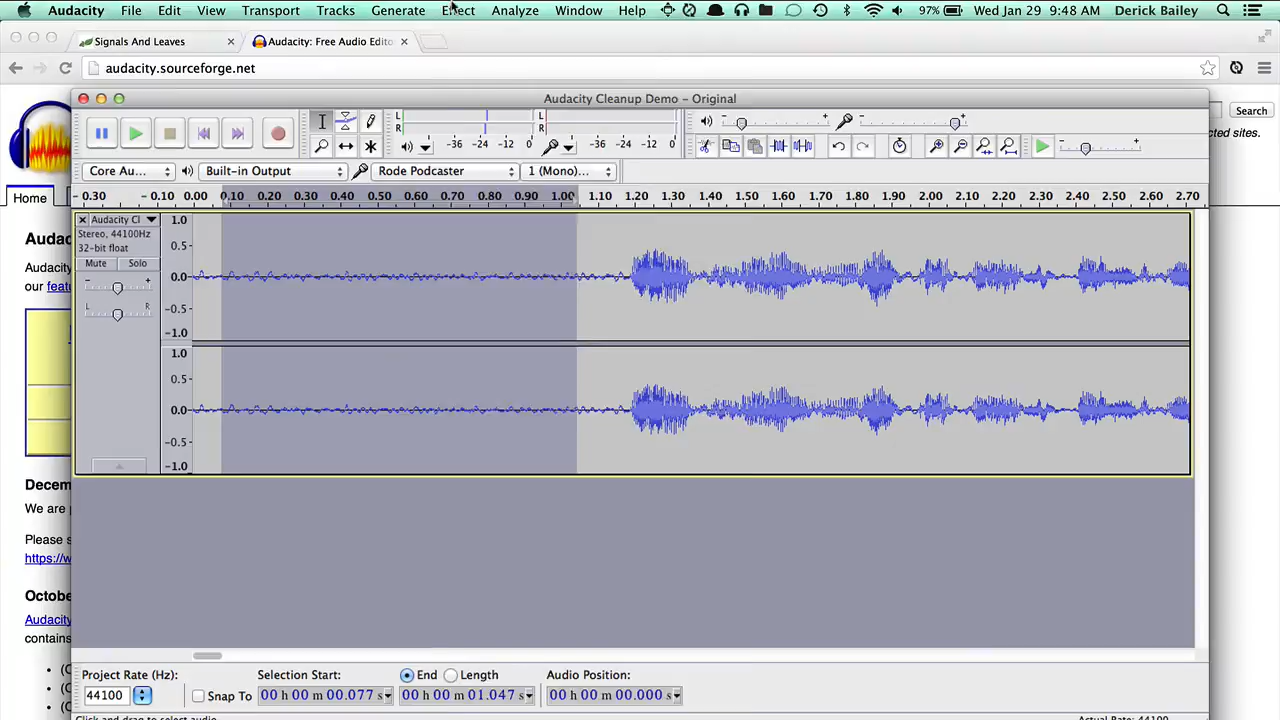 Audacity File Edit View Transport Tracks Generate Effect Analyze Window Help 97% Wed Jan 29 9:48 AM Derick Bailey
Signals And Leaves Audacity: Free Audio Edito
audacity.sourceforge.net
Audacity Cleanup Demo – Original
Search
cted sites.
L
R
-36 -24 -12 0
L
R
-36 -24 -12 0
Core Au... Built-in Output Rode Podcaster 1 (Mono)...
Home
-0.30 -0.10 0.00 0.10 0.20 0.30 0.40 0.50 0.60 0.70 0.80 0.90 1.00 1.10 1.20 1.30 1.40 1.50 1.60 1.70 1.80 1.90 2.00 2.10 2.20 2.30 2.40 2.50 2.60 2.70
Audacity Cl
Stereo, 44100Hz
32-bit float
Mute Solo
L R
1.0
0.5
0.0
-0.5
-1.0
1.0
0.5
0.0
-0.5
-1.0
Audac
Audacity
our featu
Decem
We are p
Please s
https://w
Octobe
Audacity
contains
(C
(C
(C
Project Rate (Hz): Selection Start: End Length Audio Position:
44100 Snap To 00 h 00 m 00.077 s 00 h 00 m 01.047 s 00 h 00 m 00.000 s
Click and drag to select audio Actual Rate: 44100